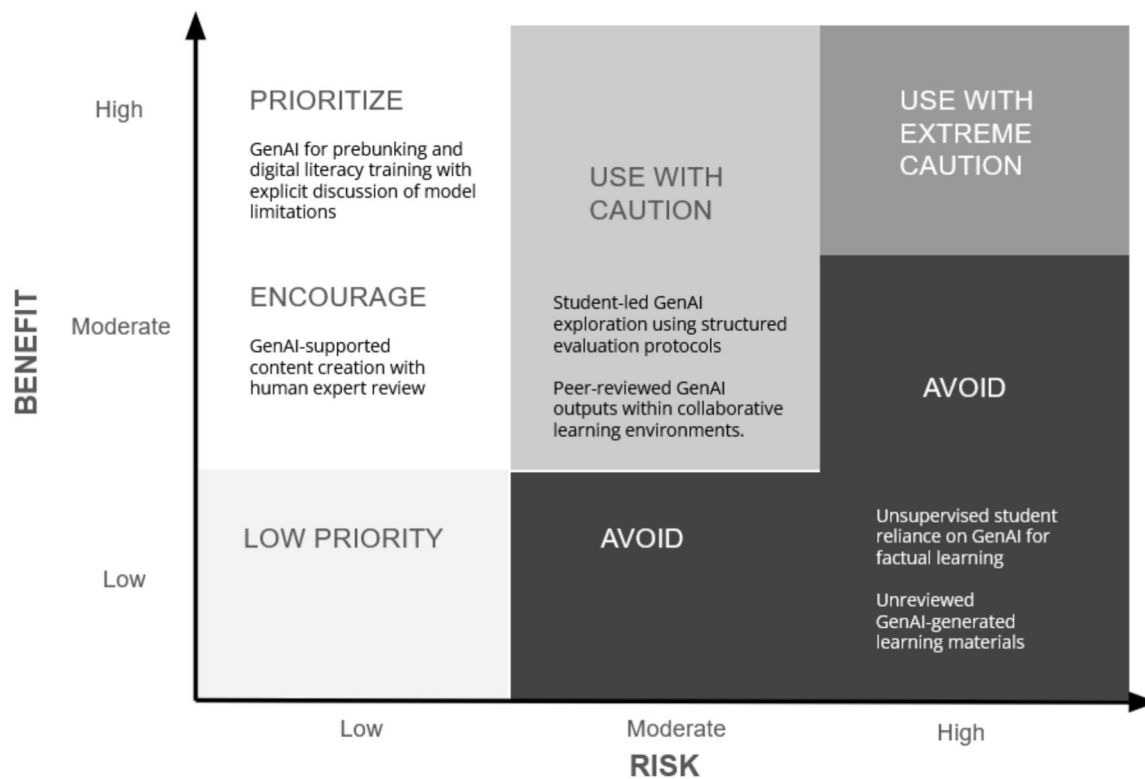 High
PRIORITIZE
GenAI for prebunking and
digital literacy training with
explicit discussion of model
limitations
USE WITH
CAUTION
USE WITH
EXTREME
CAUTION
BENEFIT
Moderate
ENCOURAGE
GenAI-supported
content creation with
human expert review
Student-led GenAI
exploration using structured
evaluation protocols
Peer-reviewed GenAI
outputs within collaborative
learning environments.
AVOID
Low
LOW PRIORITY
AVOID
Unsupervised student
reliance on GenAI for
factual learning
Unreviewed
GenAI-generated
learning materials
Low
Moderate
High
RISK